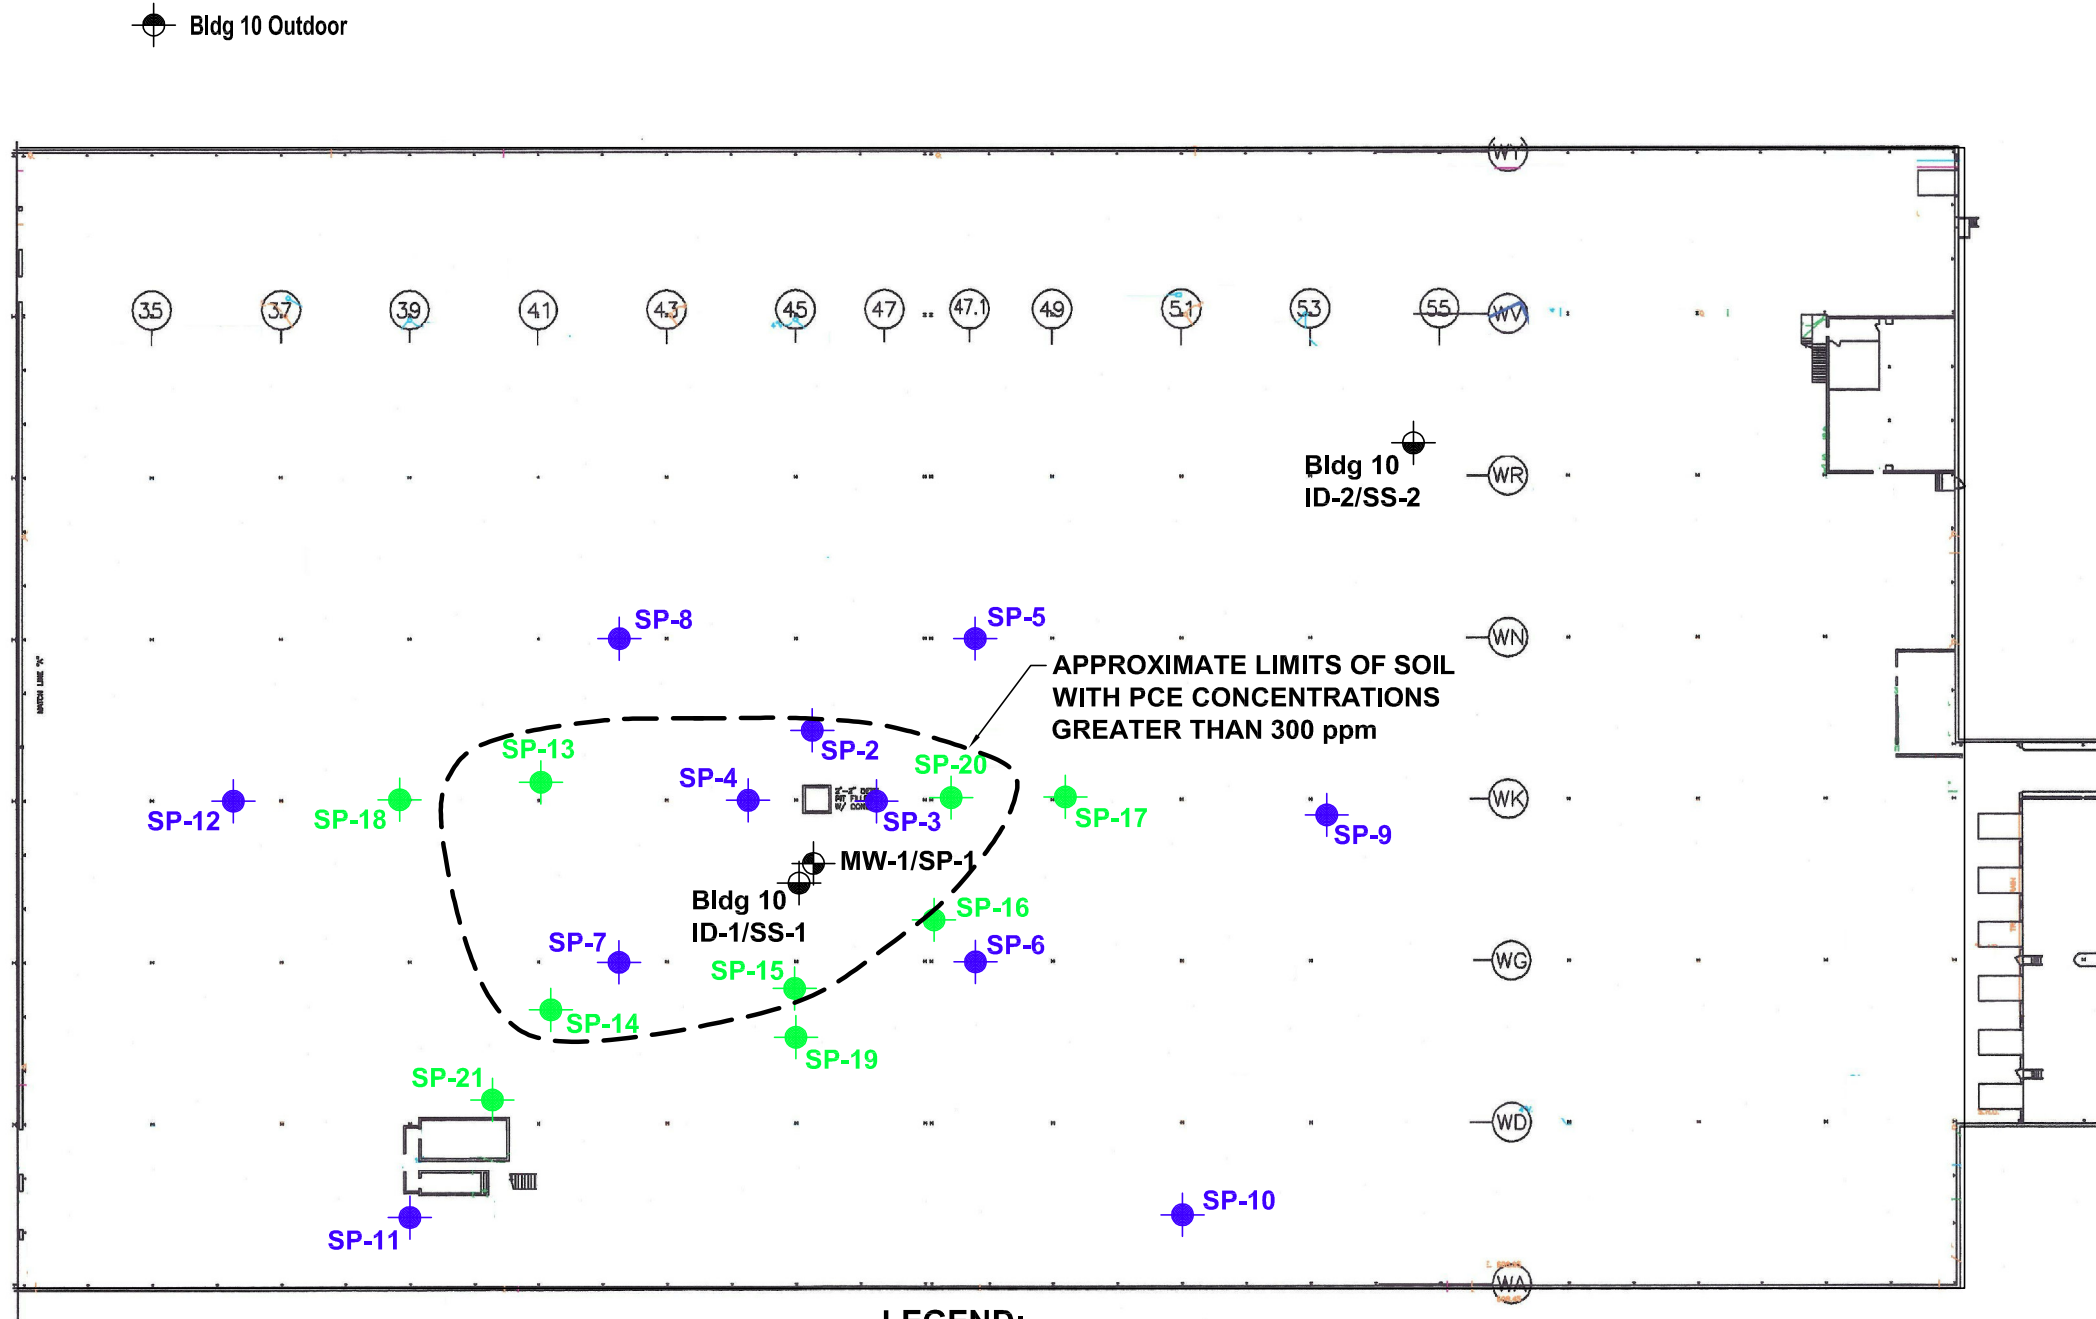 Bldg 10 Outdoor
WY
35
37
39
41
43
45
47
47.1
49
51
53
55
WV
Bldg 10
ID-2/SS-2
WR
SP-8
SP-5
WN
APPROXIMATE LIMITS OF SOIL
WITH PCE CONCENTRATIONS
GREATER THAN 300 ppm
MATCH LINE "A"
SP-2
SP-13
SP-20
SP-4
SP-12
SP-18
SP-3
SP-17
WK
SP-9
MW-1/SP-1
Bldg 10
ID-1/SS-1
SP-16
SP-7
SP-6
WG
SP-15
SP-14
SP-19
SP-21
WD
SP-11
SP-10
WA
LEGEND: